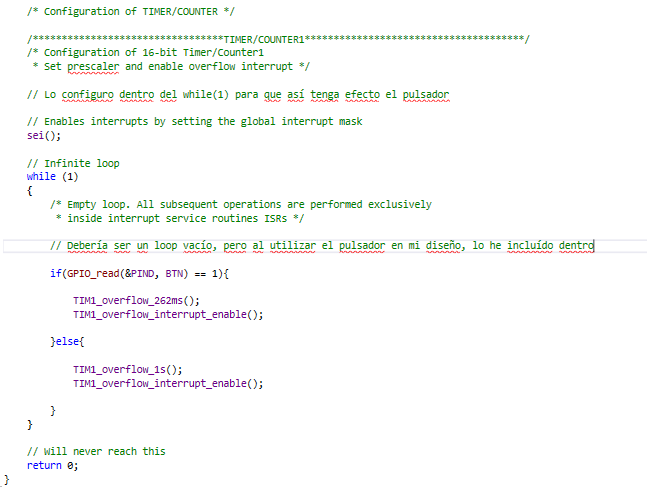 /* Configuration of TIMER/COUNTER */
/*********************************TIMER/COUNTER1**************************************/
/* Configuration of 16-bit Timer/Counter1
* Set prescaler and enable overflow interrupt */
// Lo configuro dentro del while(1) para que así tenga efecto el pulsador
// Enables interrupts by setting the global interrupt mask
sei();
// Infinite loop
while (1)
{
/* Empty loop. All subsequent operations are performed exclusively
* inside interrupt service routines ISRs */
// Debería ser un loop vacío, pero al utilizar el pulsador en mi diseño, lo he incluído dentro
if(GPIO_read(&PIND, BTN) == 1){
TIM1_overflow_262ms();
TIM1_overflow_interrupt_enable();
}else{
TIM1_overflow_1s();
TIM1_overflow_interrupt_enable();
}
}
// Will never reach this
return 0;
}